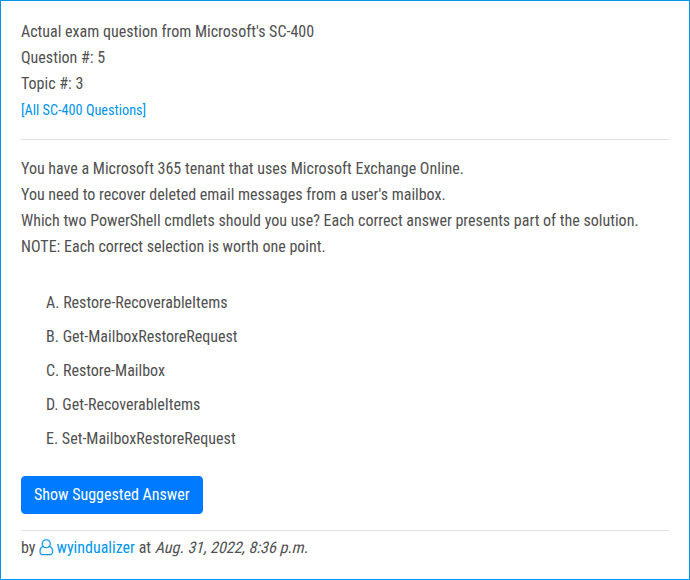 Actual exam question from Microsoft's SC-400
Question #: 5
Topic #: 3
[All SC-400 Questions]
You have a Microsoft 365 tenant that uses Microsoft Exchange Online.
You need to recover deleted email messages from a user's mailbox.
Which two PowerShell cmdlets should you use? Each correct answer presents part of the solution.
NOTE: Each correct selection is worth one point.
A. Restore-RecoverableItems
B. Get-MailboxRestoreRequest
C. Restore-Mailbox
D. Get-RecoverableItems
E. Set-MailboxRestoreRequest
Show Suggested Answer
by wyindualizer at Aug. 31, 2022, 8:36 p.m.